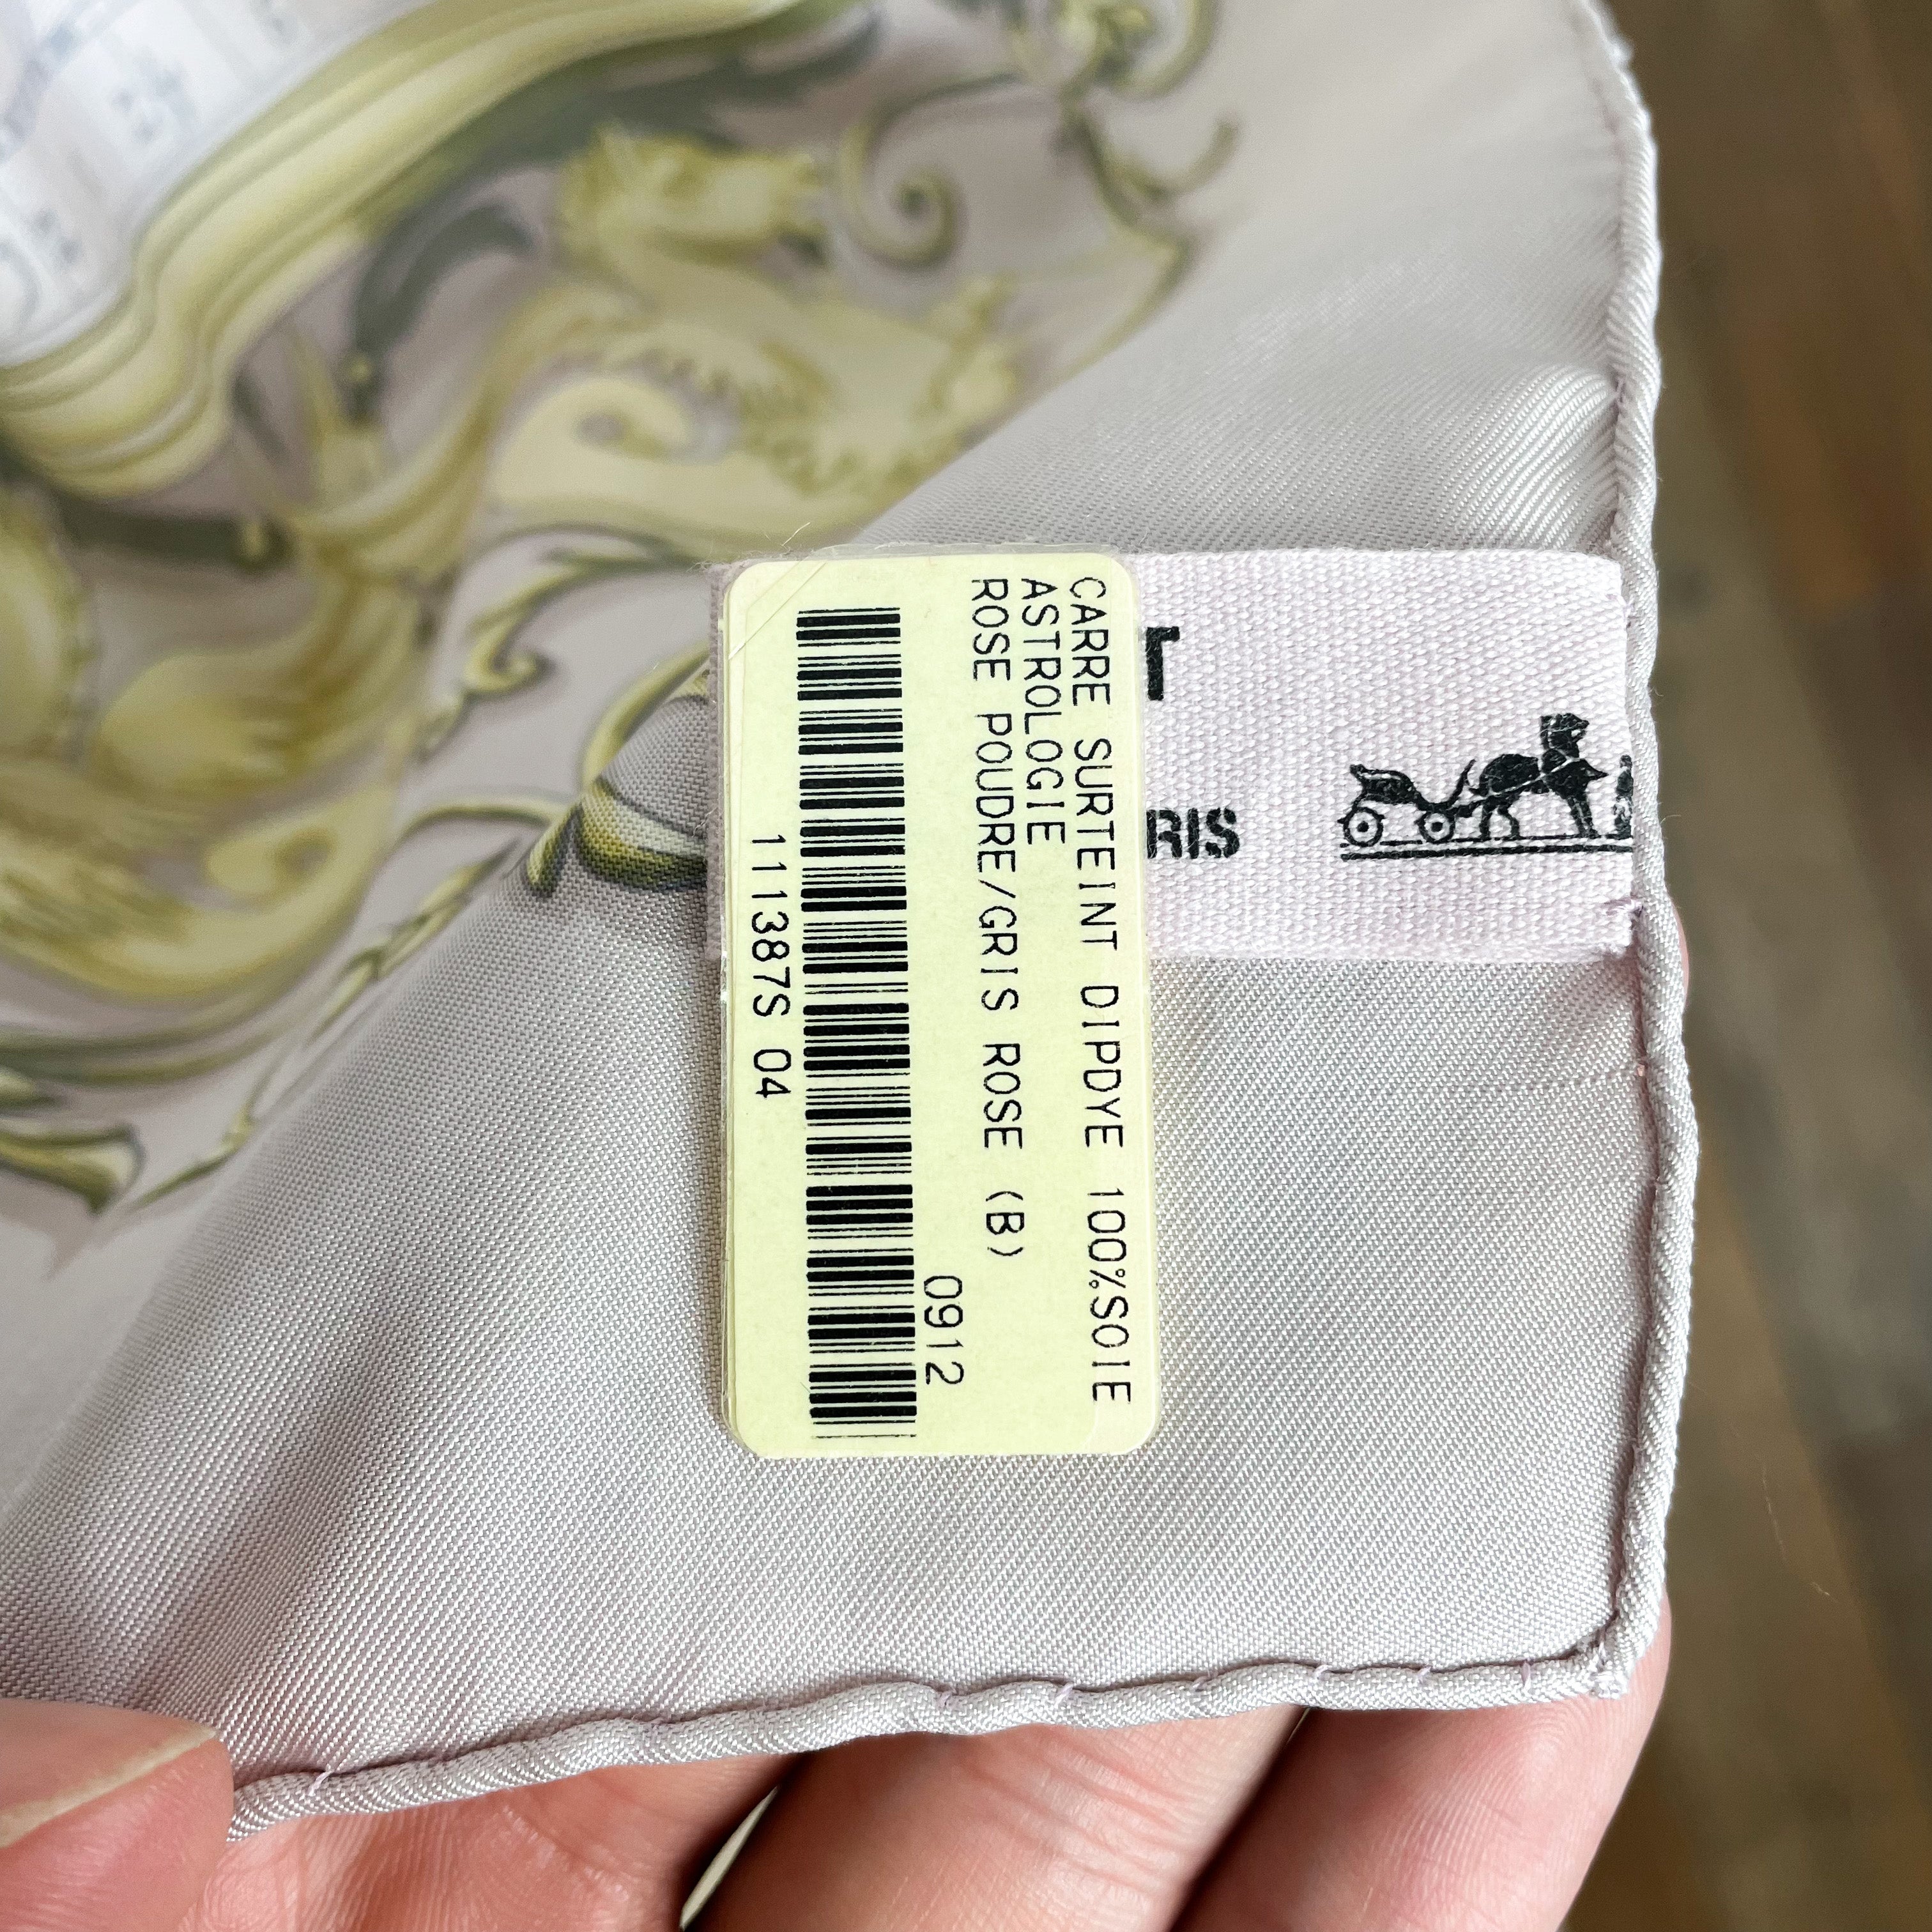 CARRE SURTEINT DIPDYE 100%SOIE
ASTROLOGIE
ROSE POUDRE/GRIS ROSE (B)
0912
111387S 04
T
RIS